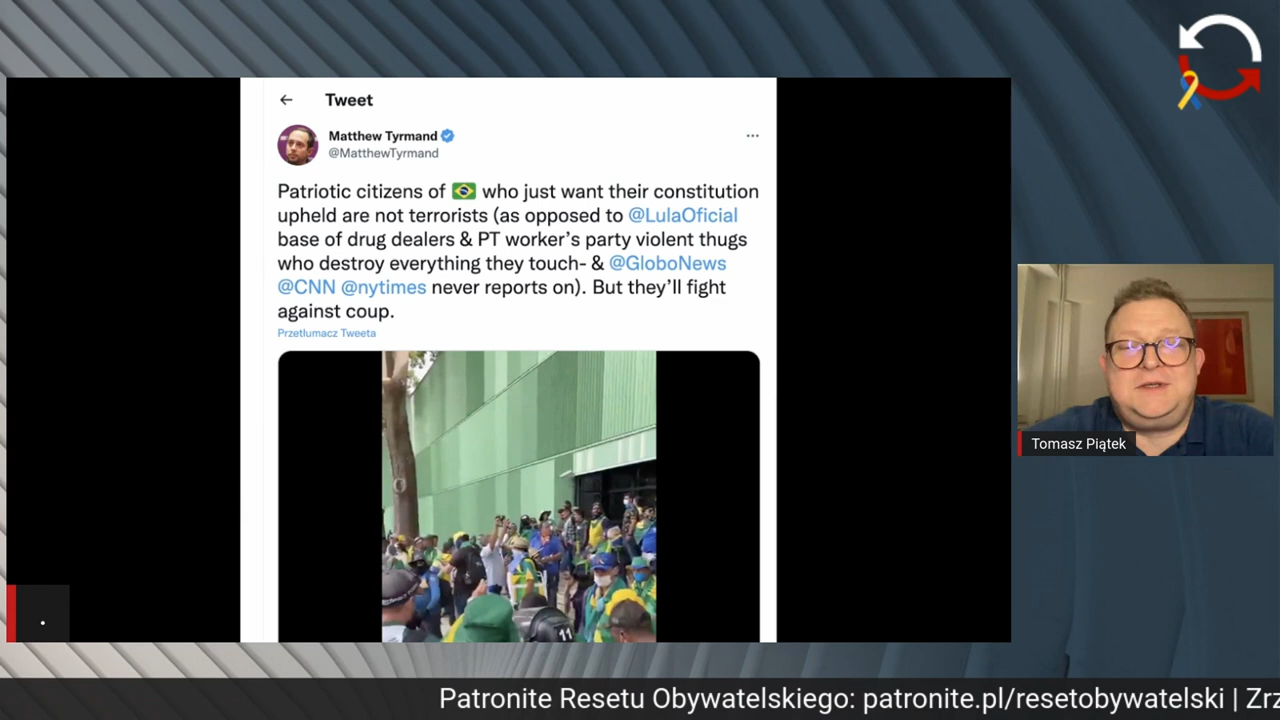 Tweet
Matthew Tyrmand
@MatthewTyrmand
Patriotic citizens of 🇧🇷 who just want their constitution
upheld are not terrorists (as opposed to @LulaOficial
base of drug dealers & PT worker’s party violent thugs
who destroy everything they touch- & @GloboNews
@CNN @nytimes never reports on). But they’ll fight
against coup.
Przetłumacz Tweeta
11
Tomasz Piątek
.
Patronite Resetu Obywatelskiego: patronite.pl/resetobywatelski | Zrz